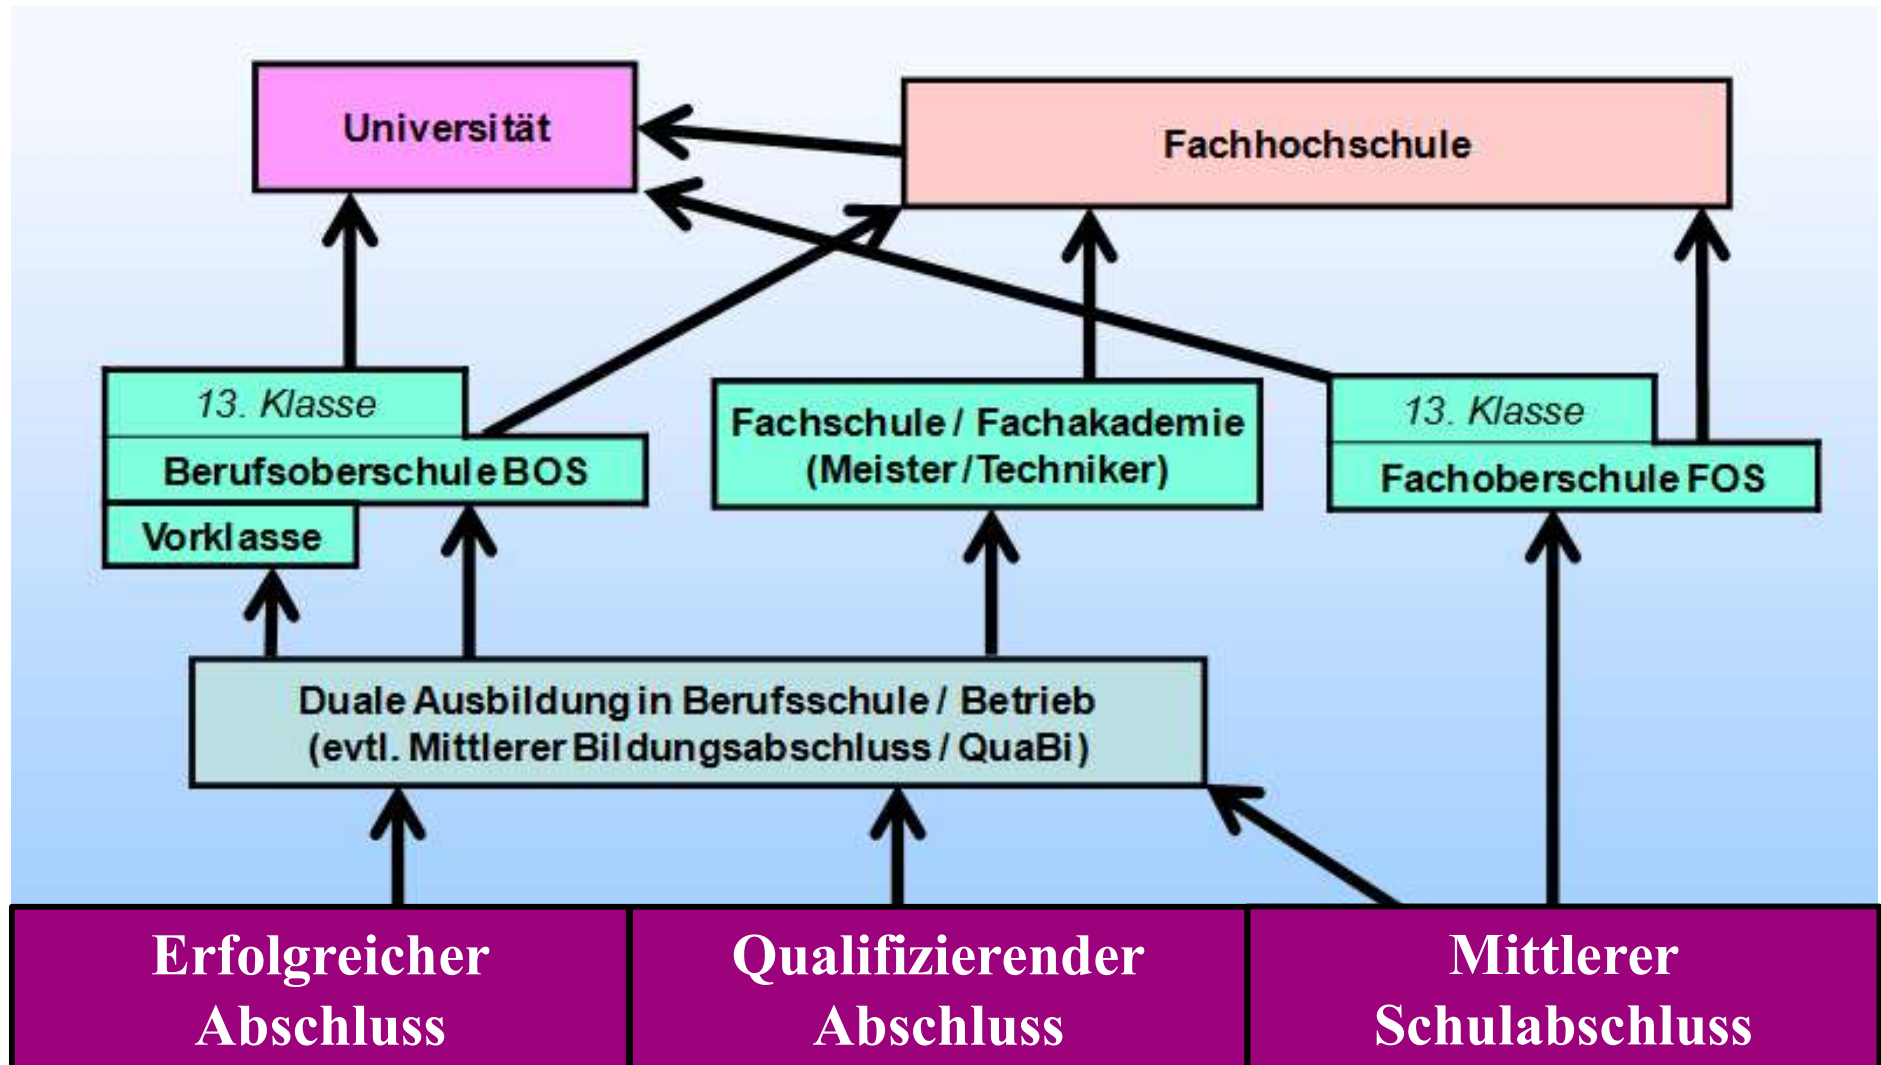 Universität
Fachhochschule
13. Klasse
Berufsoberschule BOS
Vorklasse
Fachschule / Fachakademie
(Meister / Techniker)
13. Klasse
Fachoberschule FOS
Duale Ausbildung in Berufsschule / Betrieb
(evtl. Mittlerer Bildungsabschluss / QuaBi)
Erfolgreicher
Abschluss
Qualifizierender
Abschluss
Mittlerer
Schulabschluss